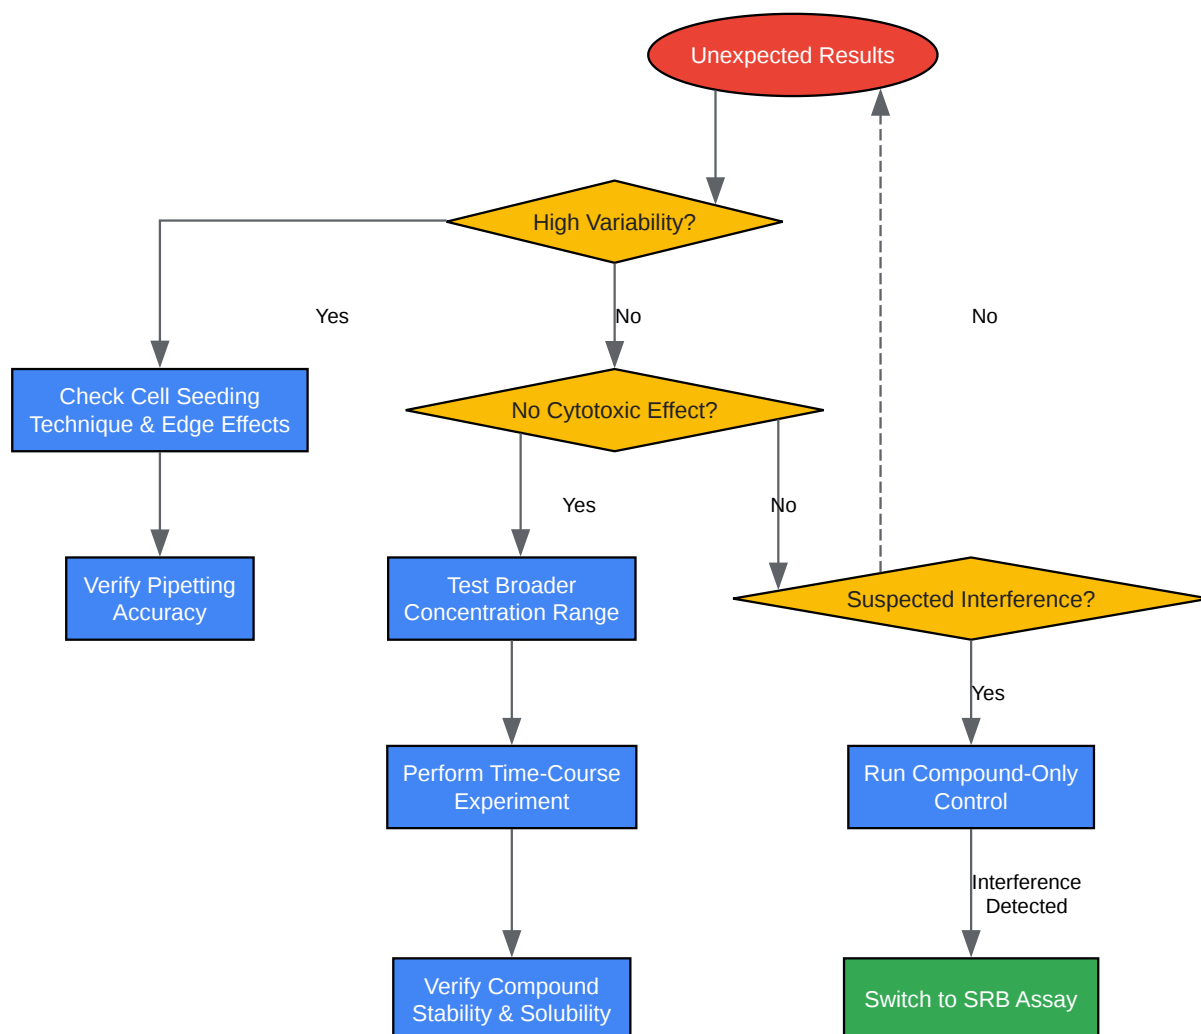 Unexpected Results
High Variability?
Yes
No
No
Check Cell Seeding
Technique & Edge Effects
No Cytotoxic Effect?
Yes
No
Verify Pipetting
Accuracy
Test Broader
Concentration Range
Suspected Interference?
Yes
Perform Time-Course
Experiment
Run Compound-Only
Control
Interference
Detected
Verify Compound
Stability & Solubility
Switch to SRB Assay